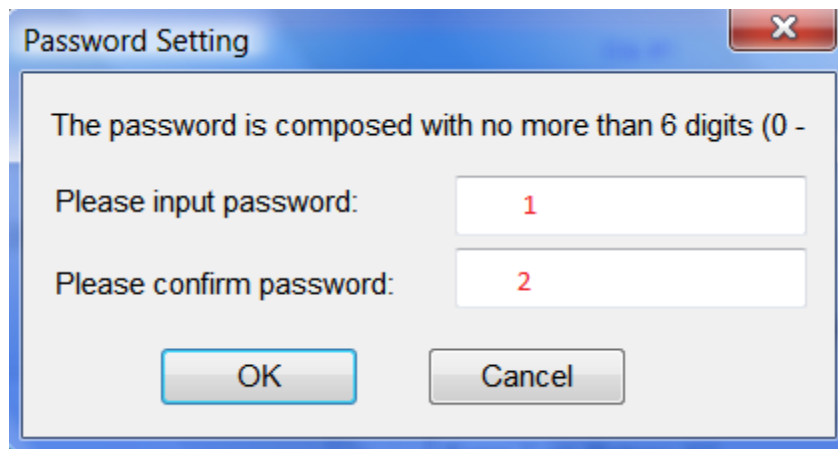 Password Setting
The password is composed with no more than 6 digits (0 -
Please input password: 1
Please confirm password: 2
OK Cancel